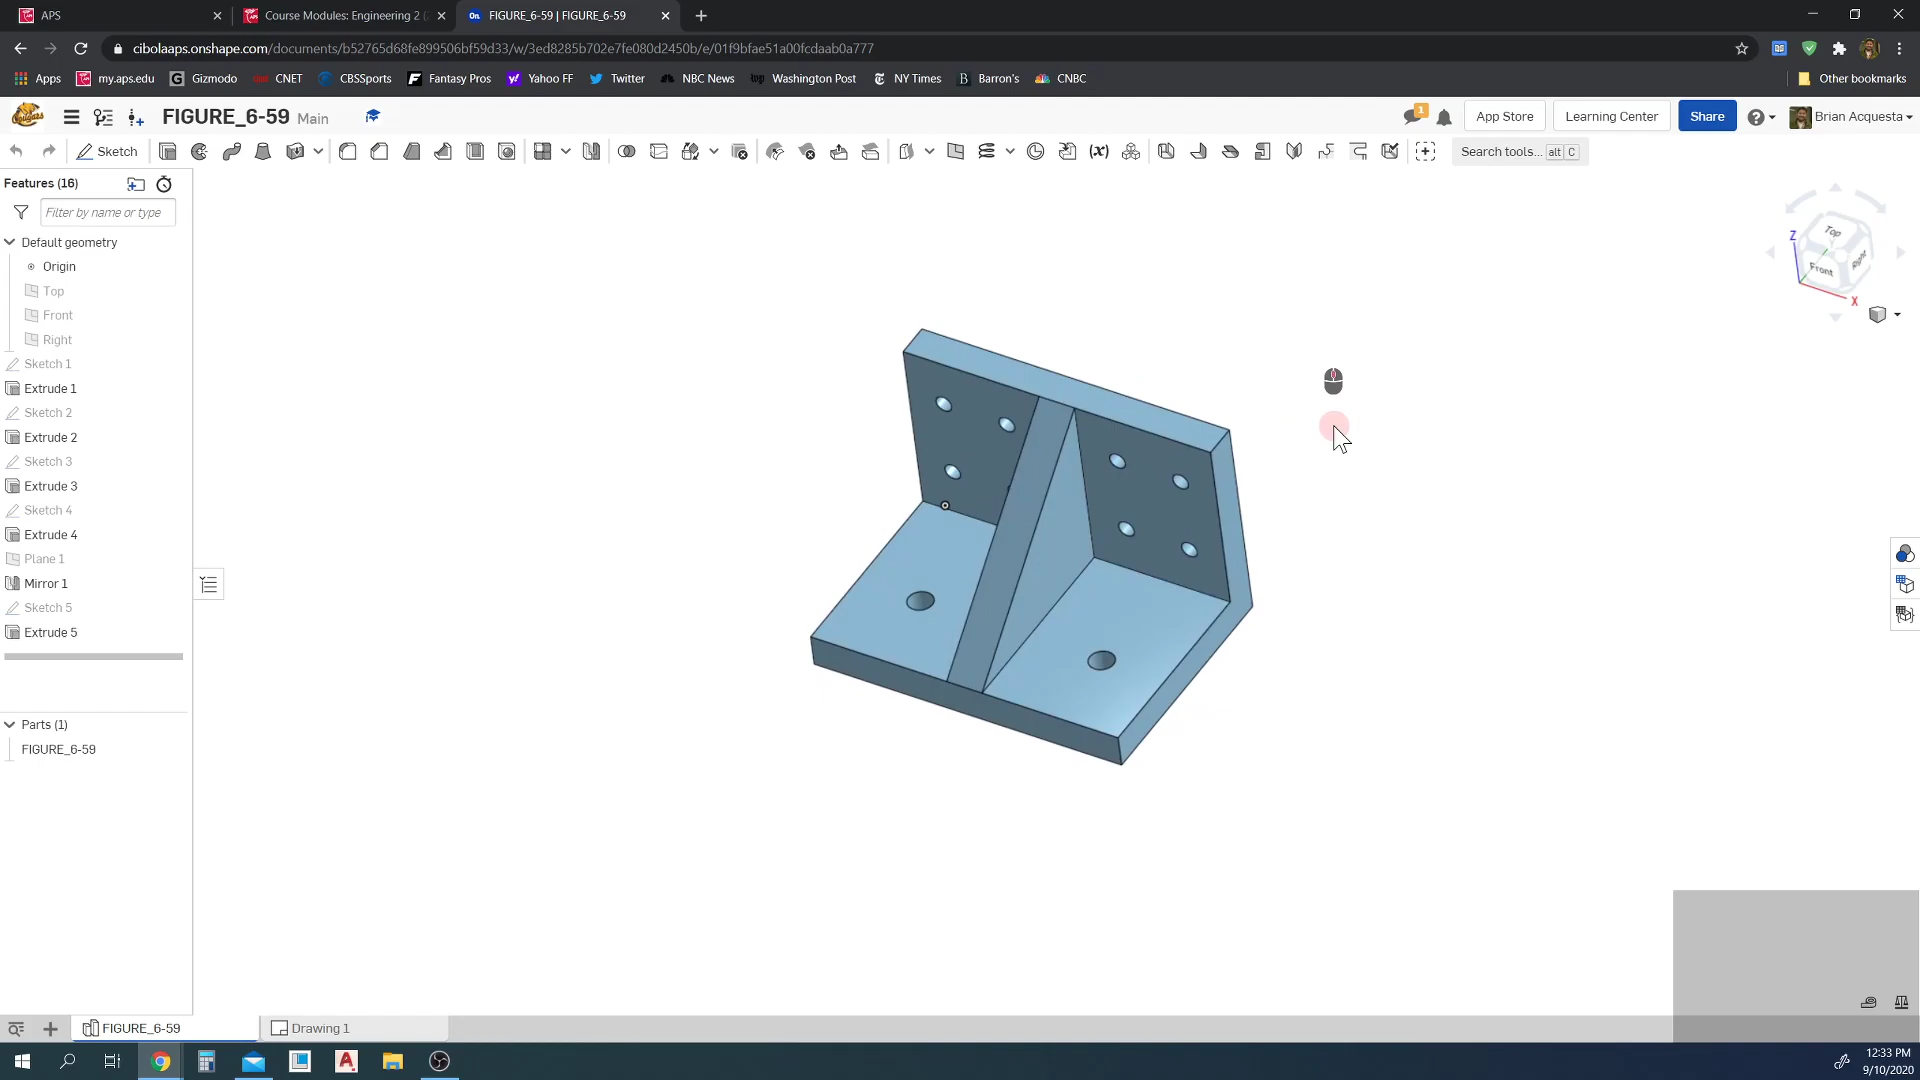 APS
Course Modules: Engineering 2 (
FIGURE_6-59 | FIGURE_6-59
cibolaaps.onshape.com/documents/b52765d68fe899506bf59d33/w/3ed8285b702e7fe080d2450b/e/01f9bfae51a00fcdaab0a777
Apps my.aps.edu Gizmodo CNET CBSSports Fantasy Pros Yahoo FF Twitter NBC News Washington Post NY Times Barron's CNBC Other bookmarks
FIGURE_6-59 Main
1
App Store
Learning Center
Share
Brian Acquesta
Sketch
Search tools... alt C
Features (16)
Filter by name or type
Default geometry
Origin
Top
Front
Right
Sketch 1
Extrude 1
Sketch 2
Extrude 2
Sketch 3
Extrude 3
Sketch 4
Extrude 4
Plane 1
Mirror 1
Sketch 5
Extrude 5
Parts (1)
FIGURE_6-59
Top
Z
Front
Right
X
FIGURE_6-59
Drawing 1
12:33 PM
9/10/2020